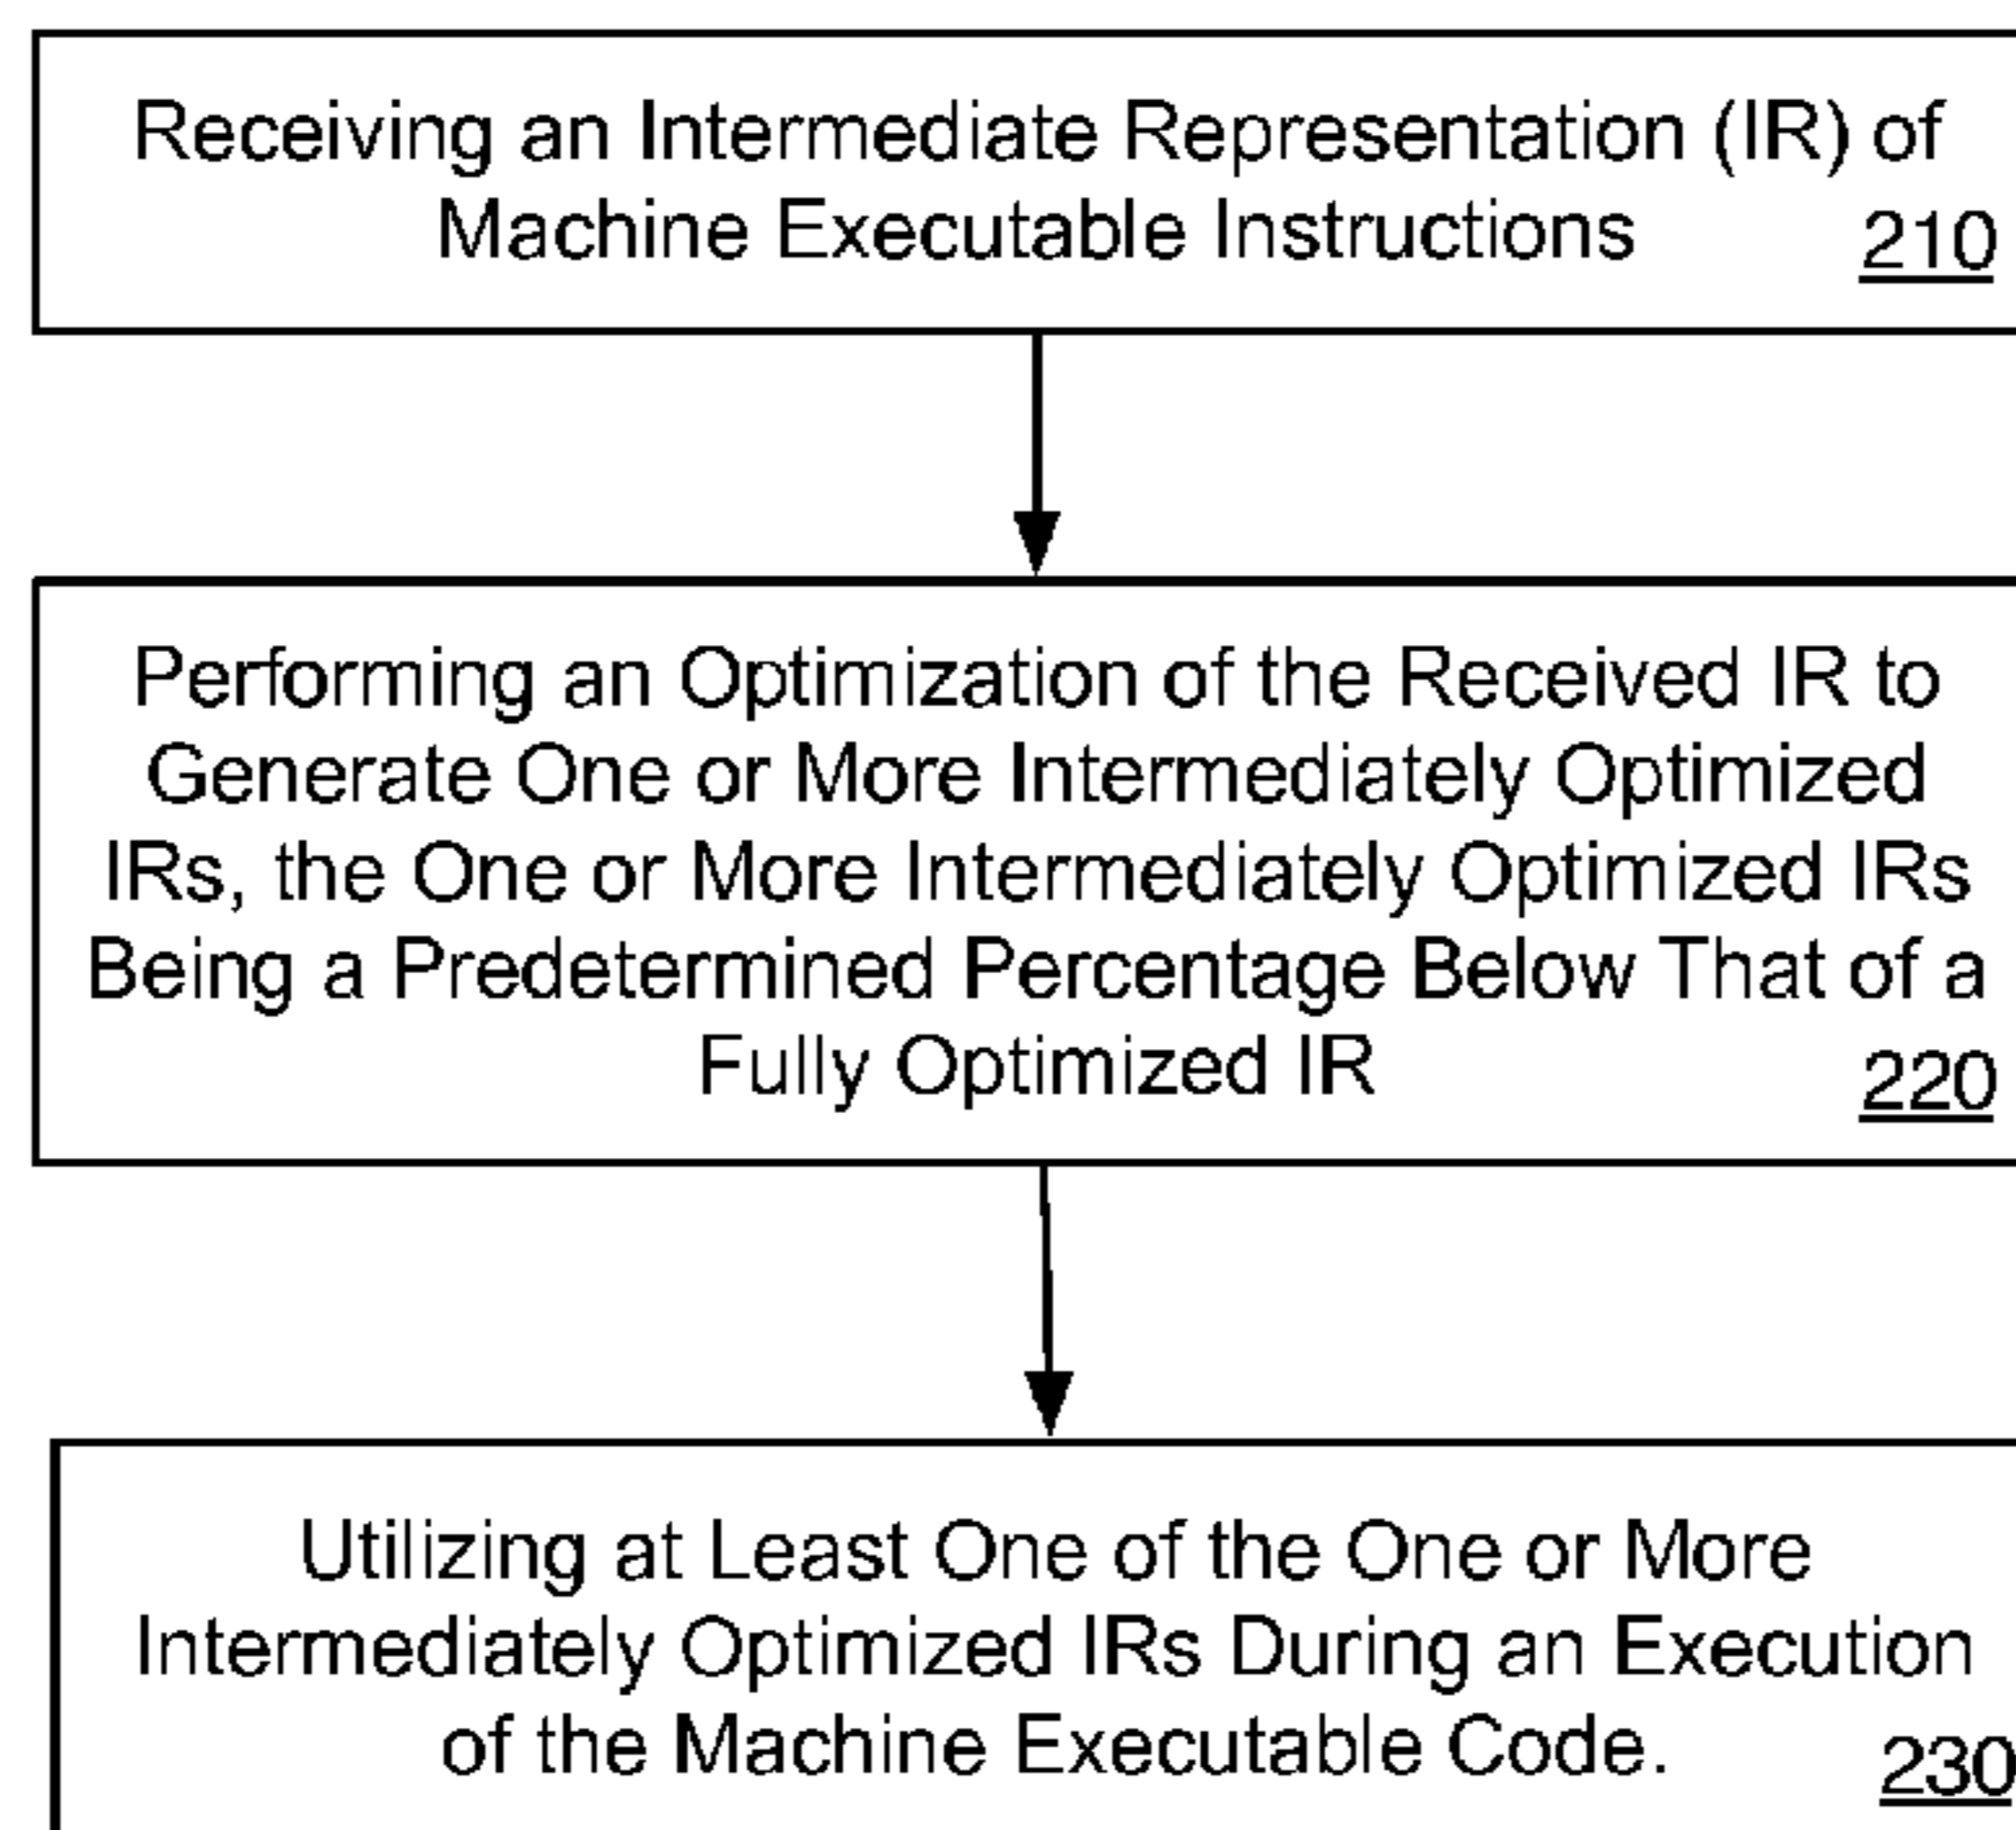 Receiving an Intermediate Representation (IR) of
Machine Executable Instructions
210
Performing an Optimization of the Received IR to
Generate One or More Intermediately Optimized
IRs, the One or More Intermediately Optimized IRs
Being a Predetermined Percentage Below That of a
Fully Optimized IR
220
Utilizing at Least One of the One or More
Intermediately Optimized IRs During an Execution
of the Machine Executable Code.
230